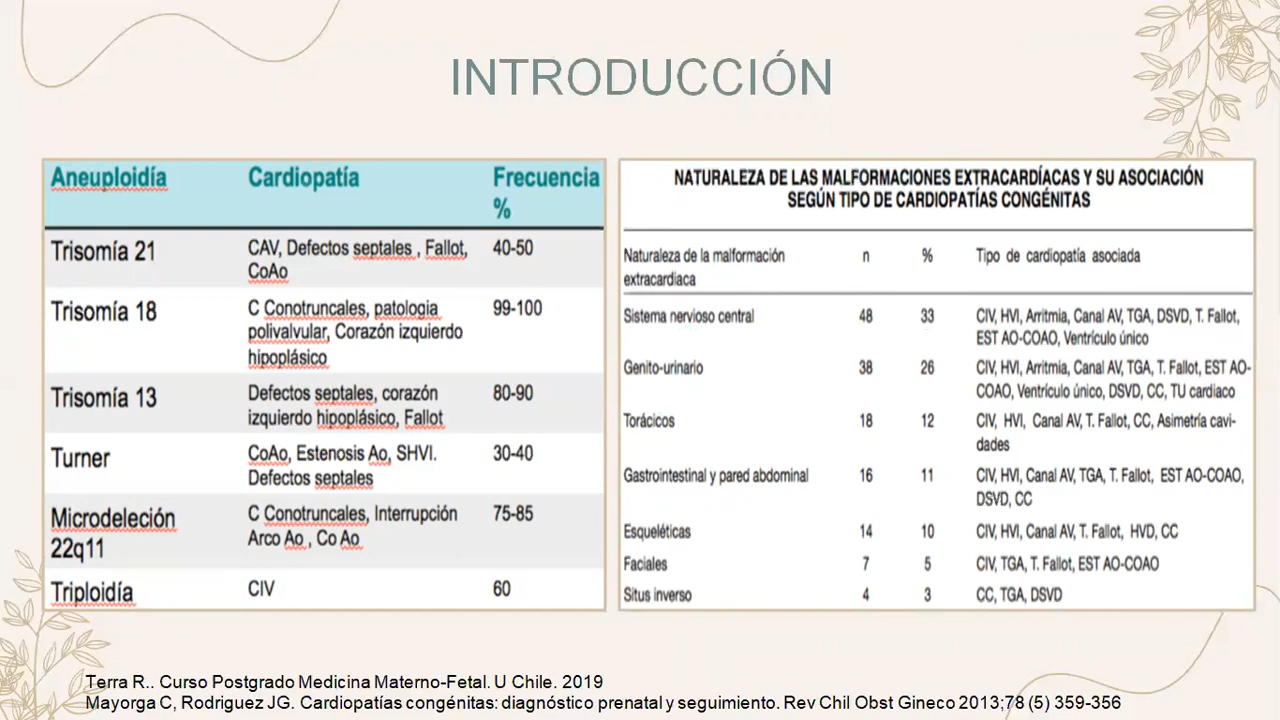 INTRODUCCIÓN
Aneuploidía Cardiopatía Frecuencia
%
Trisomía 21 CAV, Defectos septales , Fallot, 40-50
CoAo
Trisomía 18 C Conotruncales, patologia 99-100
polivalvular, Corazón izquierdo
hipoplásico
Trisomía 13 Defectos septales, corazón 80-90
izquierdo hipoplásico, Fallot
Turner CoAo, Estenosis Ao, SHVI. 30-40
Defectos septales
Microdeleción C Conotruncales, Interrupción 75-85
22q11 Arco Ao , Co Ao
Triploidía CIV 60
NATURALEZA DE LAS MALFORMACIONES EXTRACARDÍACAS Y SU ASOCIACIÓN
SEGÚN TIPO DE CARDIOPATÍAS CONGÉNITAS
Naturaleza de la malformación n % Tipo de cardiopatía asociada
extracardiaca
Sistema nervioso central 48 33 CIV, HVI, Arritmia, Canal AV, TGA, DSVD, T. Fallot,
EST AO-COAO, Ventrículo único
Genito-urinario 38 26 CIV, HVI, Arritmia, Canal AV, TGA, T. Fallot, EST AO-
COAO, Ventrículo único, DSVD, CC, TU cardiaco
Torácicos 18 12 CIV, HVI, Canal AV, T. Fallot, CC, Asimetría cavi-
dades
Gastrointestinal y pared abdominal 16 11 CIV, HVI, Canal AV, TGA, T. Fallot, EST AO-COAO,
DSVD, CC
Esqueléticas 14 10 CIV, HVI, Canal AV, T. Fallot, HVD, CC
Faciales 7 5 CIV, TGA, T. Fallot, EST AO-COAO
Situs inverso 4 3 CC, TGA, DSVD
Terra R.. Curso Postgrado Medicina Materno-Fetal. U Chile. 2019
Mayorga C, Rodriguez JG. Cardiopatías congénitas: diagnóstico prenatal y seguimiento. Rev Chil Obst Gineco 2013;78 (5) 359-356